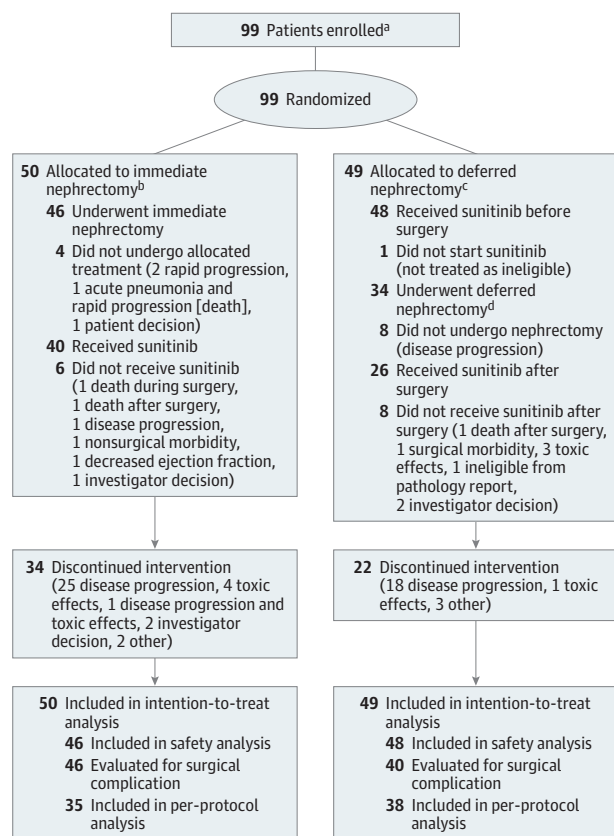 99 Patients enrolledᵃ
99 Randomized
50 Allocated to immediate
nephrectomyᵇ
46 Underwent immediate
nephrectomy
4 Did not undergo allocated
treatment (2 rapid progression,
1 acute pneumonia and
rapid progression [death],
1 patient decision)
40 Received sunitinib
6 Did not receive sunitinib
(1 death during surgery,
1 death after surgery,
1 disease progression,
1 nonsurgical morbidity,
1 decreased ejection fraction,
1 investigator decision)
49 Allocated to deferred
nephrectomyᶜ
48 Received sunitinib before
surgery
1 Did not start sunitinib
(not treated as ineligible)
34 Underwent deferred
nephrectomyᵈ
8 Did not undergo nephrectomy
(disease progression)
26 Received sunitinib after
surgery
8 Did not receive sunitinib after
surgery (1 death after surgery,
1 surgical morbidity, 3 toxic
effects, 1 ineligible from
pathology report,
2 investigator decision)
34 Discontinued intervention
(25 disease progression, 4 toxic
effects, 1 disease progression and
toxic effects, 2 investigator
decision, 2 other)
22 Discontinued intervention
(18 disease progression, 1 toxic
effects, 3 other)
50 Included in intention-to-treat
analysis
46 Included in safety analysis
46 Evaluated for surgical
complication
35 Included in per-protocol
analysis
49 Included in intention-to-treat
analysis
48 Included in safety analysis
40 Evaluated for surgical
complication
38 Included in per-protocol
analysis